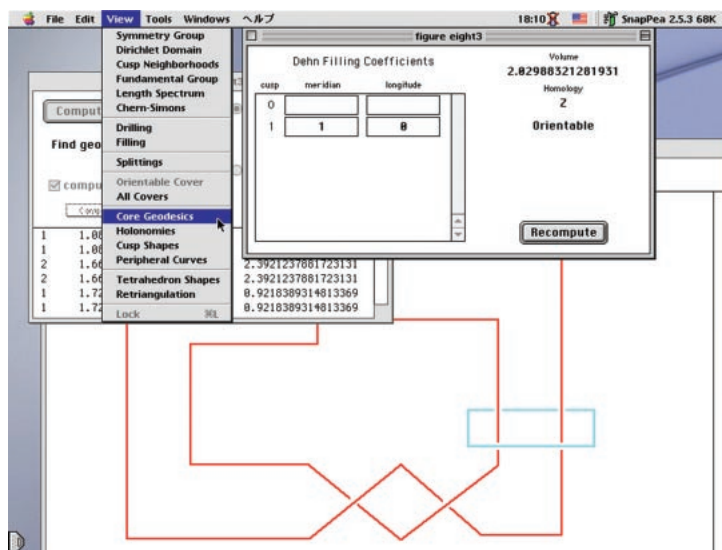 File Edit View Tools Windows ヘルプ 18:10 SnapPea 2.5.3 68K
Symmetry Group
Dirichlet Domain
Cusp Neighborhoods
Fundamental Group
Length Spectrum
Chern-Simons
Drilling
Filling
Splittings
Orientable Cover
All Covers
Core Geodesics
Holonomies
Cusp Shapes
Peripheral Curves
Tetrahedron Shapes
Retriangulation
Lock ⌘L
figure eight3
Dehn Filling Coefficients
cusp meridian longitude
0
1 1 0
Volume
2.02988321281931
Homology
Z
Orientable
Recompute
Comput
Find geo
compu
1 1.08
1 1.08
2 1.66 2.3921237881723131
2 1.66 2.3921237881723131
1 1.72 0.9218389314813369
1 1.72 0.9218389314813369